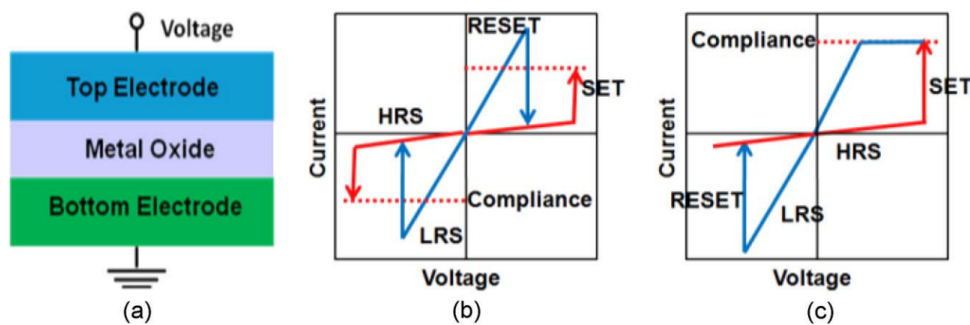 Voltage
Top Electrode
Metal Oxide
Bottom Electrode
(a)
RESET
SET
HRS
Current
Compliance
LRS
Voltage
(b)
Compliance
SET
Current
HRS
RESET
LRS
Voltage
(c)